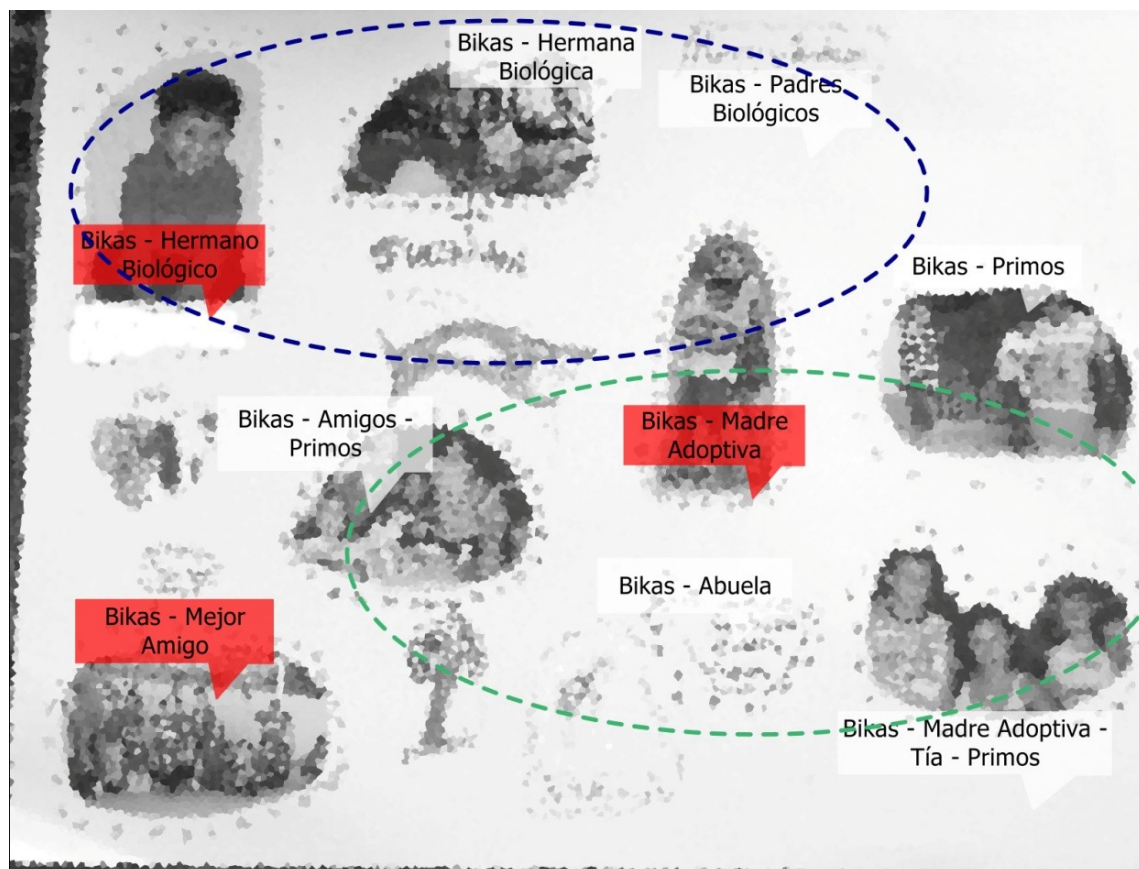 Bikas - Hermana
Biológica
Bikas - Padres
Biológicos
Bikas - Hermano
Biológico
Bikas - Primos
Bikas - Amigos -
Primos
Bikas - Madre
Adoptiva
Bikas - Abuela
Bikas - Mejor
Amigo
Bikas - Madre Adoptiva -
Tía - Primos